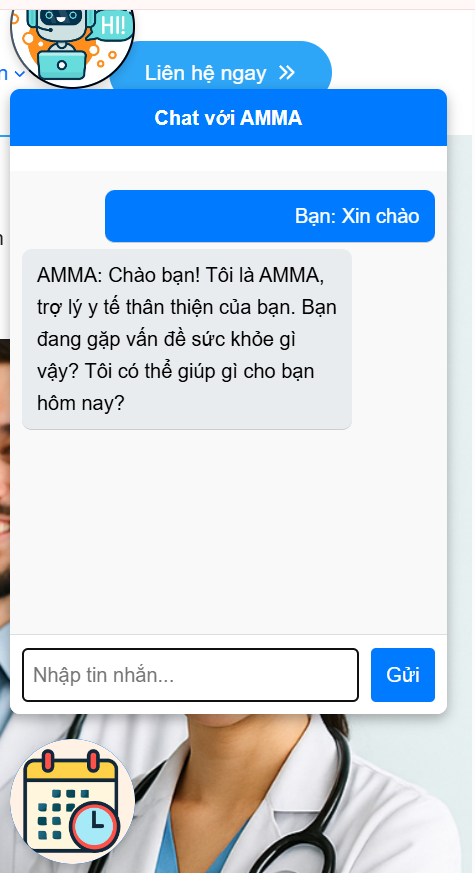 HI!
n
Liên hệ ngay »
Chat với AMMA
Bạn: Xin chào
AMMA: Chào bạn! Tôi là AMMA,
trợ lý y tế thân thiện của bạn. Bạn
đang gặp vấn đề sức khỏe gì
vậy? Tôi có thể giúp gì cho bạn
hôm nay?
Nhập tin nhắn...
Gửi